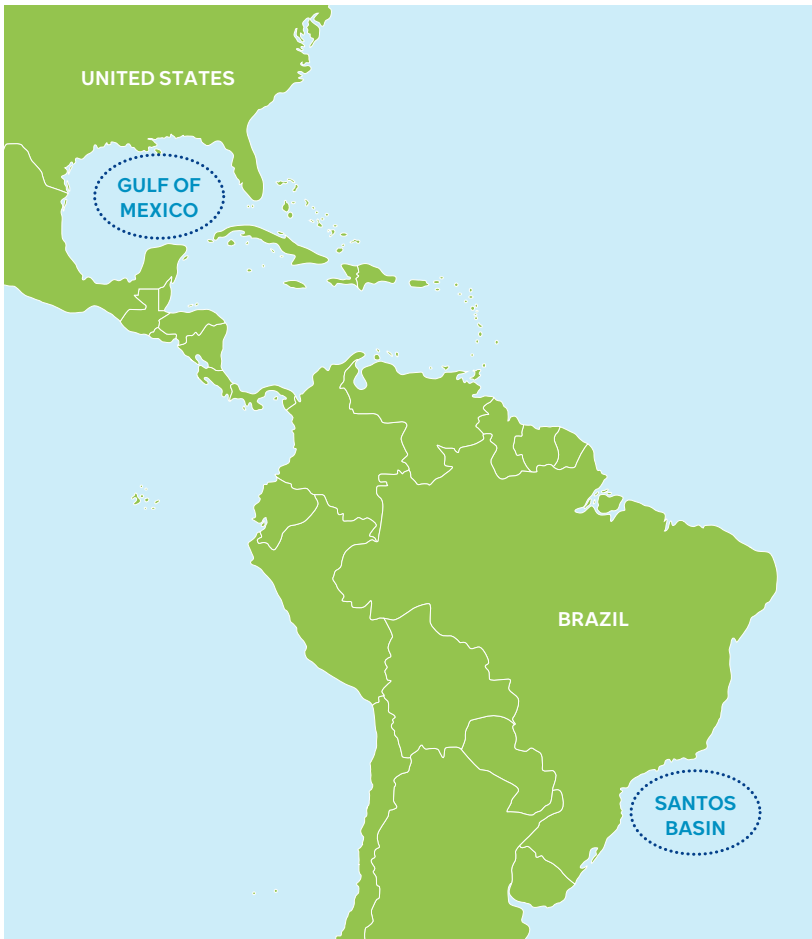 UNITED STATES
GULF OF
MEXICO
BRAZIL
SANTOS
BASIN